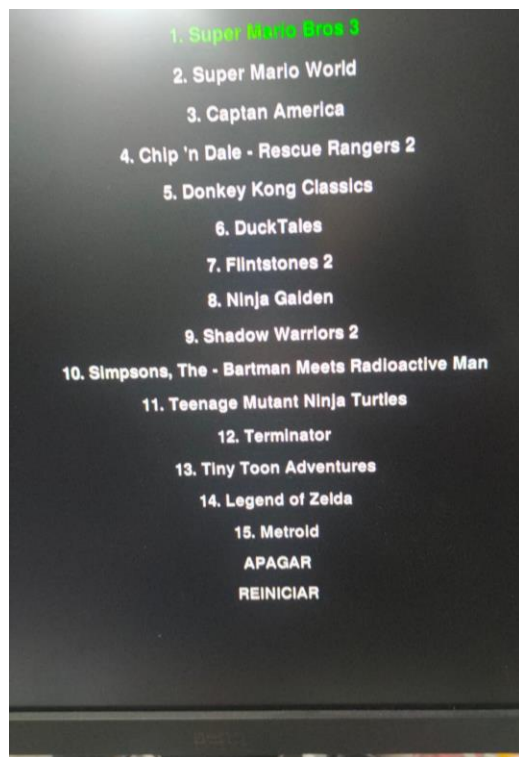 1. Super Mario Bros 3
2. Super Mario World
3. Captan America
4. Chip 'n Dale - Rescue Rangers 2
5. Donkey Kong Classics
6. DuckTales
7. Flintstones 2
8. Ninja Gaiden
9. Shadow Warriors 2
10. Simpsons, The - Bartman Meets Radioactive Man
11. Teenage Mutant Ninja Turtles
12. Terminator
13. Tiny Toon Adventures
14. Legend of Zelda
15. Metroid
APAGAR
REINICIAR